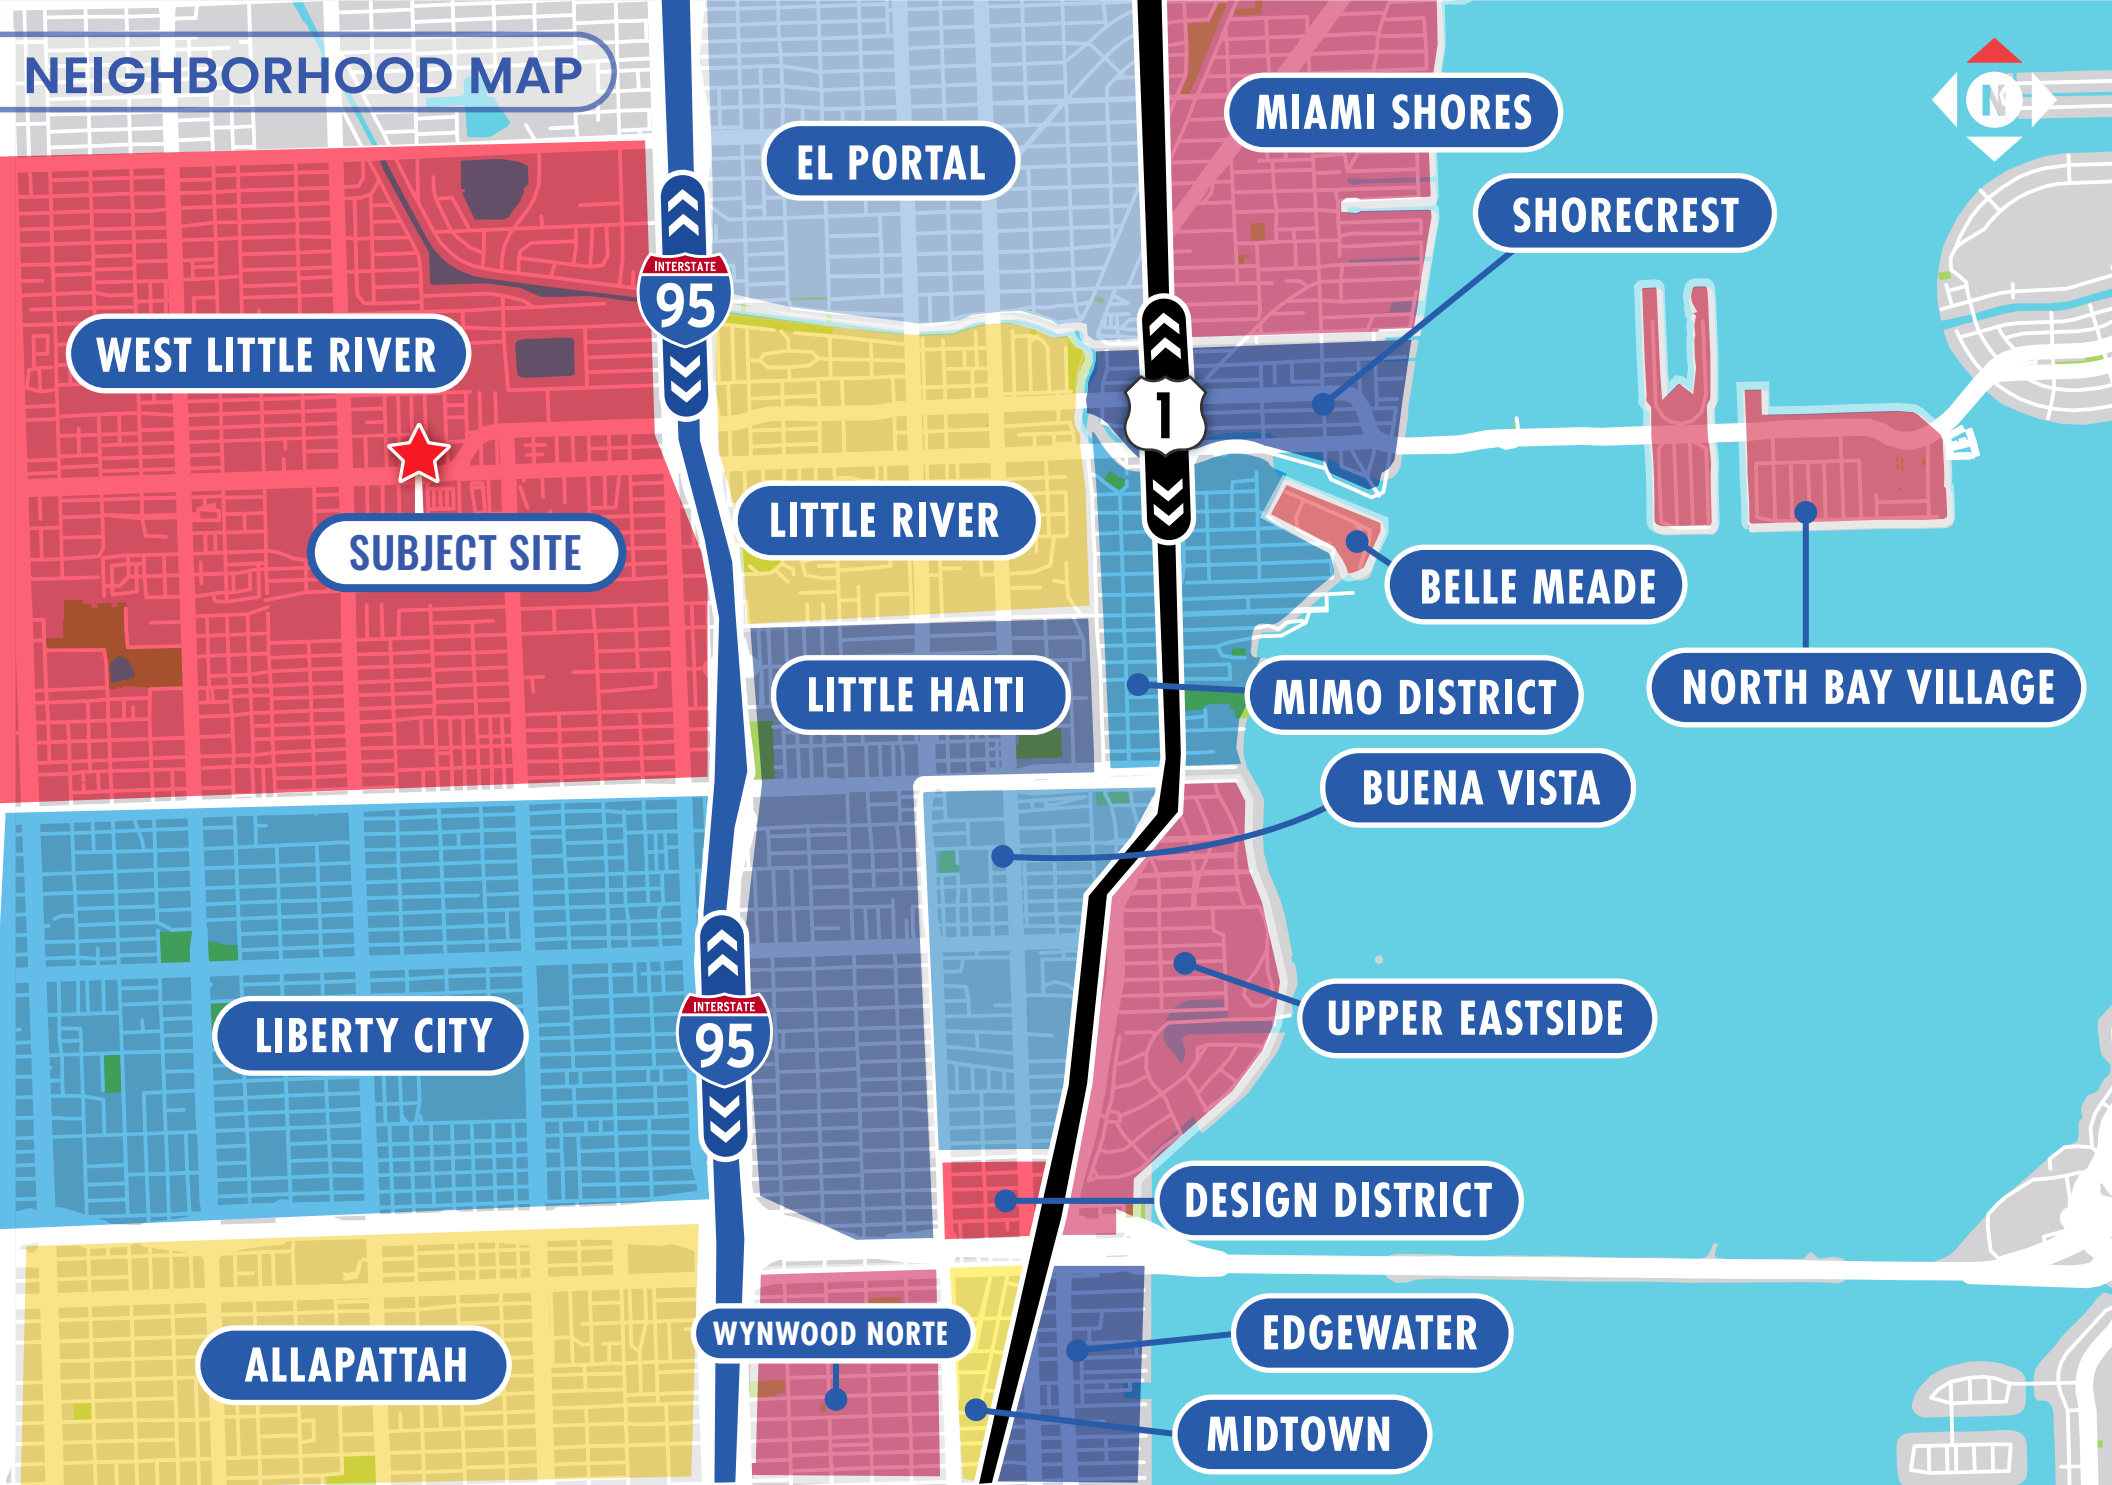 NEIGHBORHOOD MAP
MIAMI SHORES
N
EL PORTAL
SHORECREST
INTERSTATE
95
WEST LITTLE RIVER
1
LITTLE RIVER
SUBJECT SITE
BELLE MEADE
LITTLE HAITI
MIMO DISTRICT
NORTH BAY VILLAGE
BUENA VISTA
UPPER EASTSIDE
LIBERTY CITY
INTERSTATE
95
DESIGN DISTRICT
WYNWOOD NORTE
EDGEWATER
ALLAPATTAH
MIDTOWN